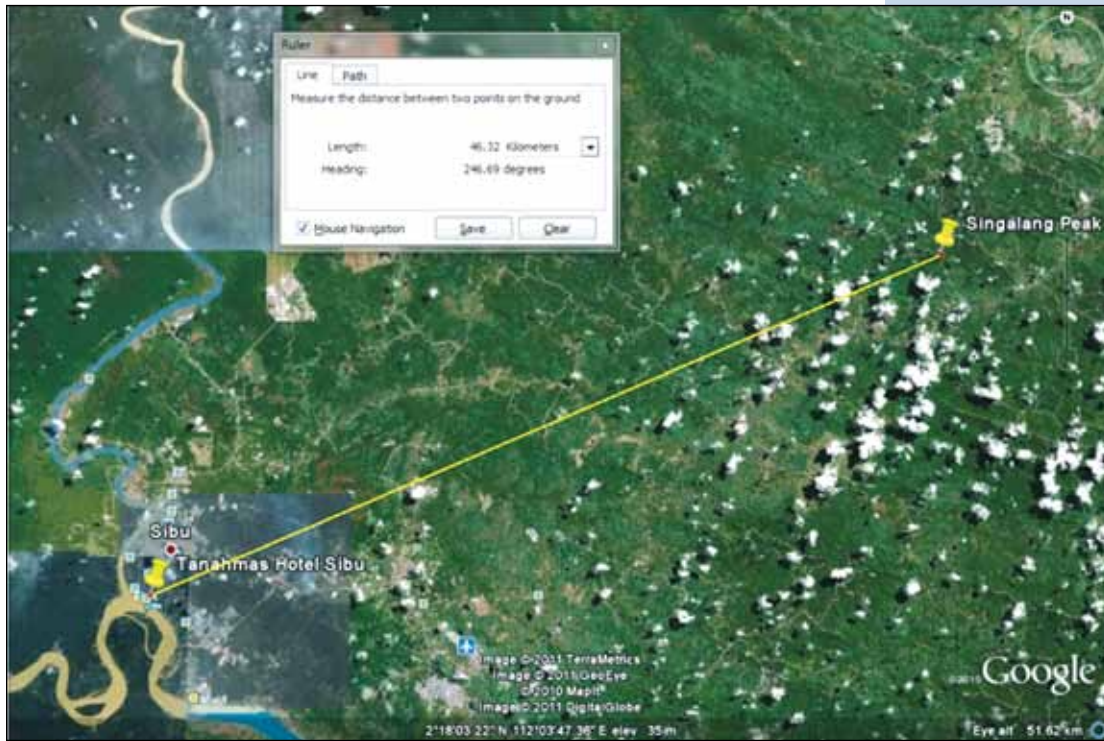 N
Ruler
Line Path
Measure the distance between two points on the ground
Length: 46.32 Kilometers
Heading: 246.69 degrees
Mouse Navigation Save Clear
Singalang Peak
Sibu
Tanahmas Hotel Sibu
Image © 2011 TerraMetrics
Image © 2011 GeoEye
© 2010 MapIt
Image © 2011 DigitalGlobe
©2010 Google
2°18'03.22" N 112°03'47.36" E elev 35m
Eye alt 51.62 km